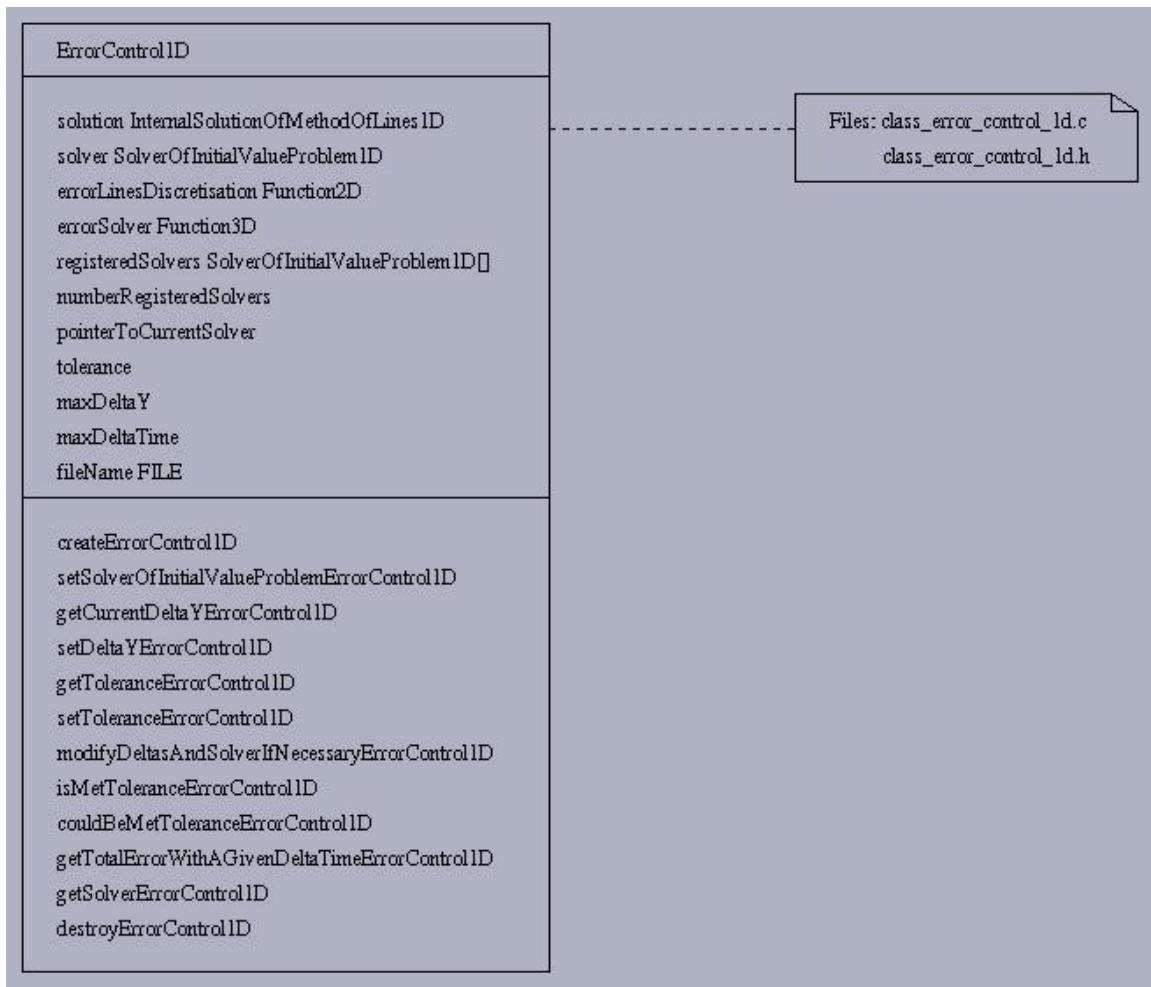 ErrorControl1D
solution InternalSolutionOfMethodOfLines1D
solver SolverOfInitialValueProblem1D
errorLinesDiscretisation Function2D
errorSolver Function3D
registeredSolvers SolverOfInitialValueProblem1D[]
numberRegisteredSolvers
pointerToCurrentSolver
tolerance
maxDeltaY
maxDeltaTime
fileName FILE
createErrorControl1D
setSolverOfInitialValueProblemErrorControl1D
getCurrentDeltaYErrorControl1D
setDeltaYErrorControl1D
getToleranceErrorControl1D
setToleranceErrorControl1D
modifyDeltasAndSolverIfNecessaryErrorControl1D
isMetToleranceErrorControl1D
couldBeMetToleranceErrorControl1D
getTotalErrorWithAGivenDeltaTimeErrorControl1D
getSolverErrorControl1D
destroyErrorControl1D
Files: class_error_control_1d.c
class_error_control_1d.h